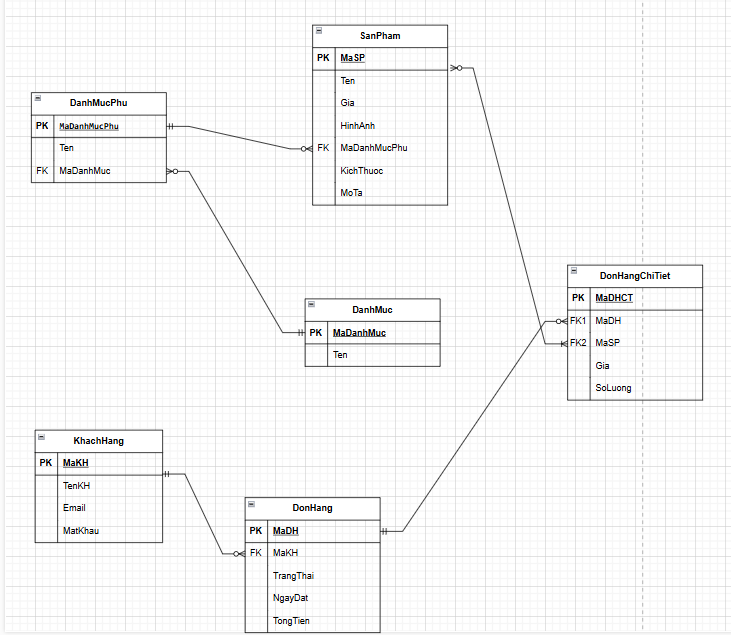 SanPham
PK MaSP
Ten
Gia
HinhAnh
FK MaDanhMucPhu
KichThuoc
MoTa
DanhMucPhu
PK MaDanhMucPhu
Ten
FK MaDanhMuc
DanhMuc
PK MaDanhMuc
Ten
DonHangChiTiet
PK MaDHCT
FK1 MaDH
FK2 MaSP
Gia
SoLuong
KhachHang
PK MaKH
TenKH
Email
MatKhau
DonHang
PK MaDH
FK MaKH
TrangThai
NgayDat
TongTien